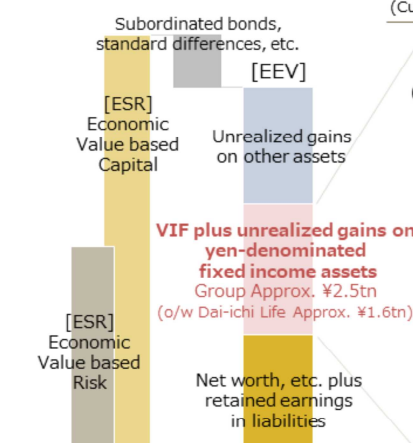 (Cu
Subordinated bonds,
standard differences, etc.
[EEV]
[ESR]
Economic
Value based
Capital
Unrealized gains
on other assets
VIF plus unrealized gains on
yen-denominated
fixed income assets
Group Approx. ¥2.5tn
(o/w Dai-ichi Life Approx. ¥1.6tn)
[ESR]
Economic
Value based
Risk
Net worth, etc. plus
retained earnings
in liabilities